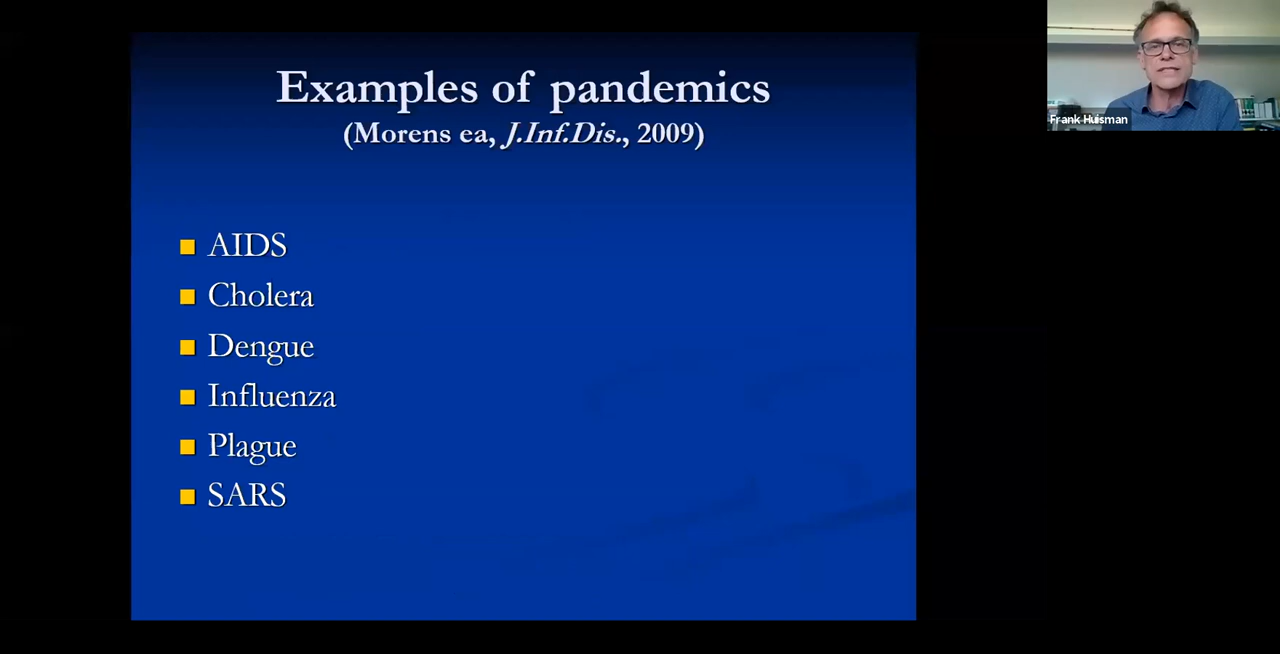 Examples of pandemics
(Morens ea, J.Inf.Dis., 2009)
AIDS
Cholera
Dengue
Influenza
Plague
SARS
Frank Huisman